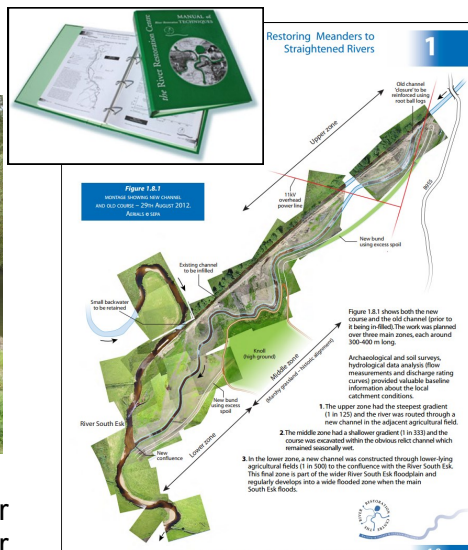 MANUAL of
River Restoration
TECHNIQUES
the River Restoration Centre
Restoring Meanders to
Straightened Rivers
1
Old channel
'closure' to be
reinforced using
root ball logs
Upper zone
B955
Figure 1.8.1
MONTAGE SHOWING NEW CHANNEL
AND OLD COURSE – 29TH AUGUST 2012.
AERIALS © SEPA
11kV
overhead
power line
New bund
using excess
spoil
Existing channel
to be infilled
Small backwater
to be retained
Knoll
(high ground)
Middle zone
(Marshy grassland – historic alignment)
New bund
using excess
spoil
River South Esk
New
confluence
Lower zone
Figure 1.8.1 shows both the new
course and the old channel (prior to
it being in-filled). The work was planned
over three main zones, each around
300-400 m long.
Archaeological and soil surveys,
hydrological data analysis (flow
measurements and discharge rating
curves) provided valuable baseline
information about the local
catchment conditions.
1. The upper zone had the steepest gradient
(1 in 125) and the river was routed through a
new channel in the adjacent agricultural field.
2. The middle zone had a shallower gradient (1 in 333) and the
course was excavated within the obvious relict channel which
remained seasonally wet.
3. In the lower zone, a new channel was constructed through lower-lying
agricultural fields (1 in 500) to the confluence with the River South Esk.
This final zone is part of the wider River Esk floodplain and
regularly develops into a wide flooded zone when the main
South Esk floods.
THE RIVER RESTORATION CENTRE
r
r